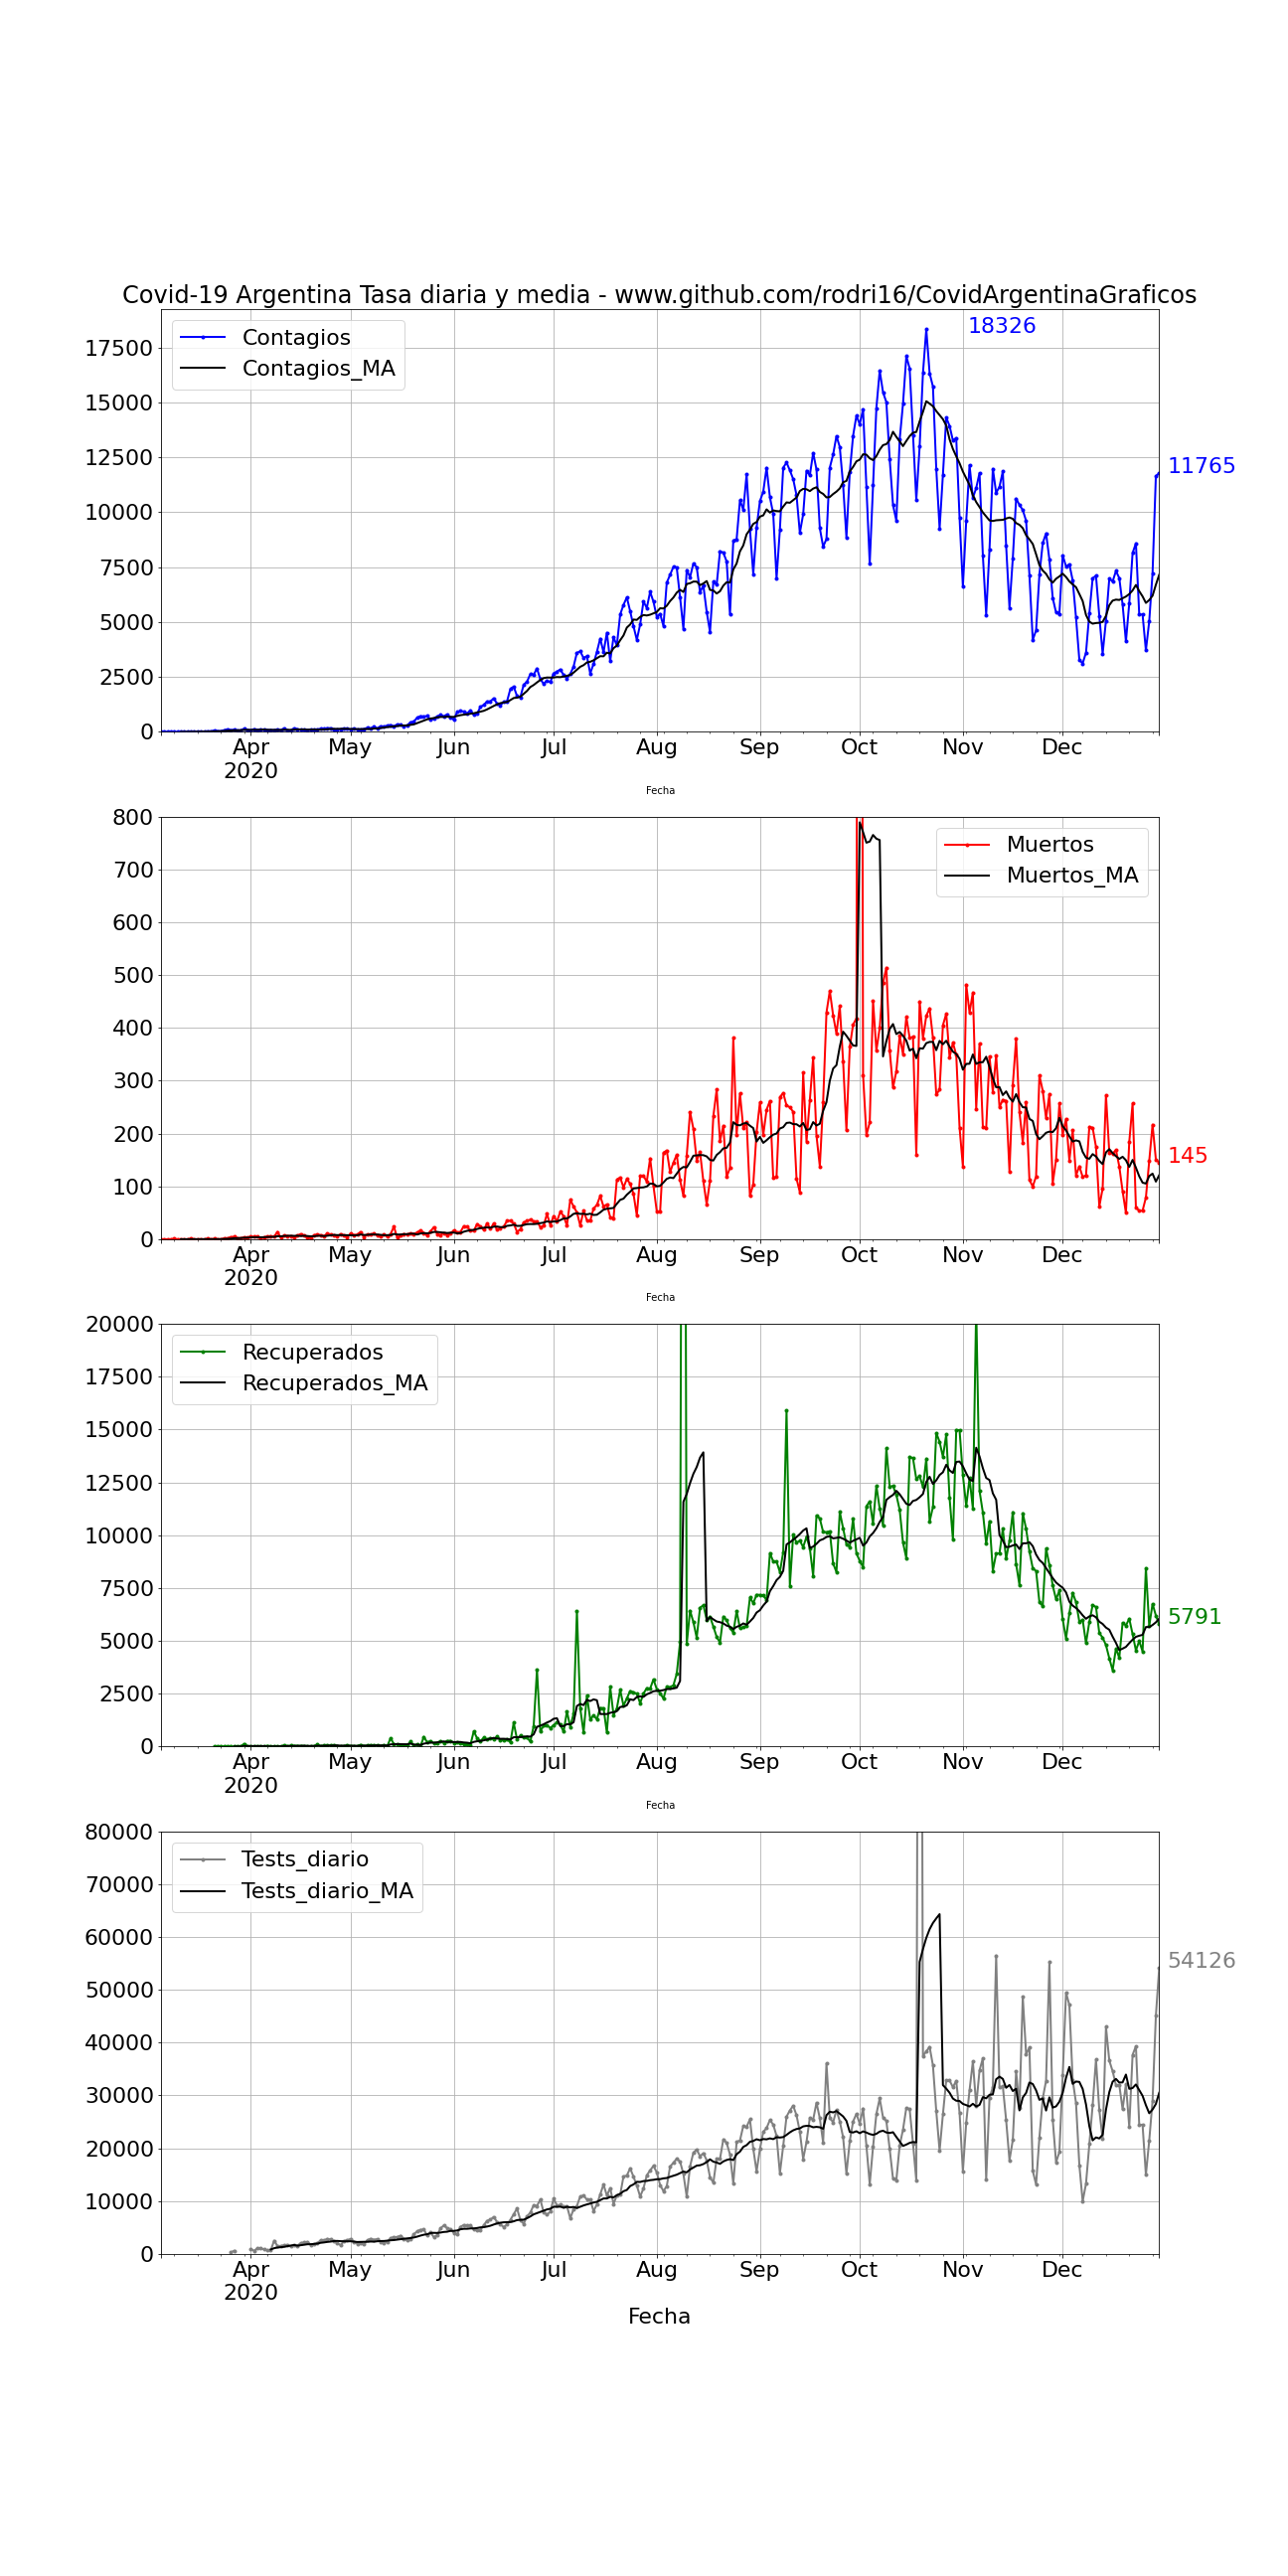 Covid-19 Argentina Tasa diaria y media - www.github.com/rodri16/CovidArgentinaGraficos
Contagios
Contagios_MA
18326
11765
17500
15000
12500
10000
7500
5000
2500
0
Apr May Jun Jul Aug Sep Oct Nov Dec
2020
Fecha
Muertos
Muertos_MA
145
800
700
600
500
400
300
200
100
0
Apr May Jun Jul Aug Sep Oct Nov Dec
2020
Fecha
Recuperados
Recuperados_MA
5791
20000
17500
15000
12500
10000
7500
5000
2500
0
Apr May Jun Jul Aug Sep Oct Nov Dec
2020
Fecha
Tests_diario
Tests_diario_MA
54126
80000
70000
60000
50000
40000
30000
20000
10000
0
Apr May Jun Jul Aug Sep Oct Nov Dec
2020
Fecha